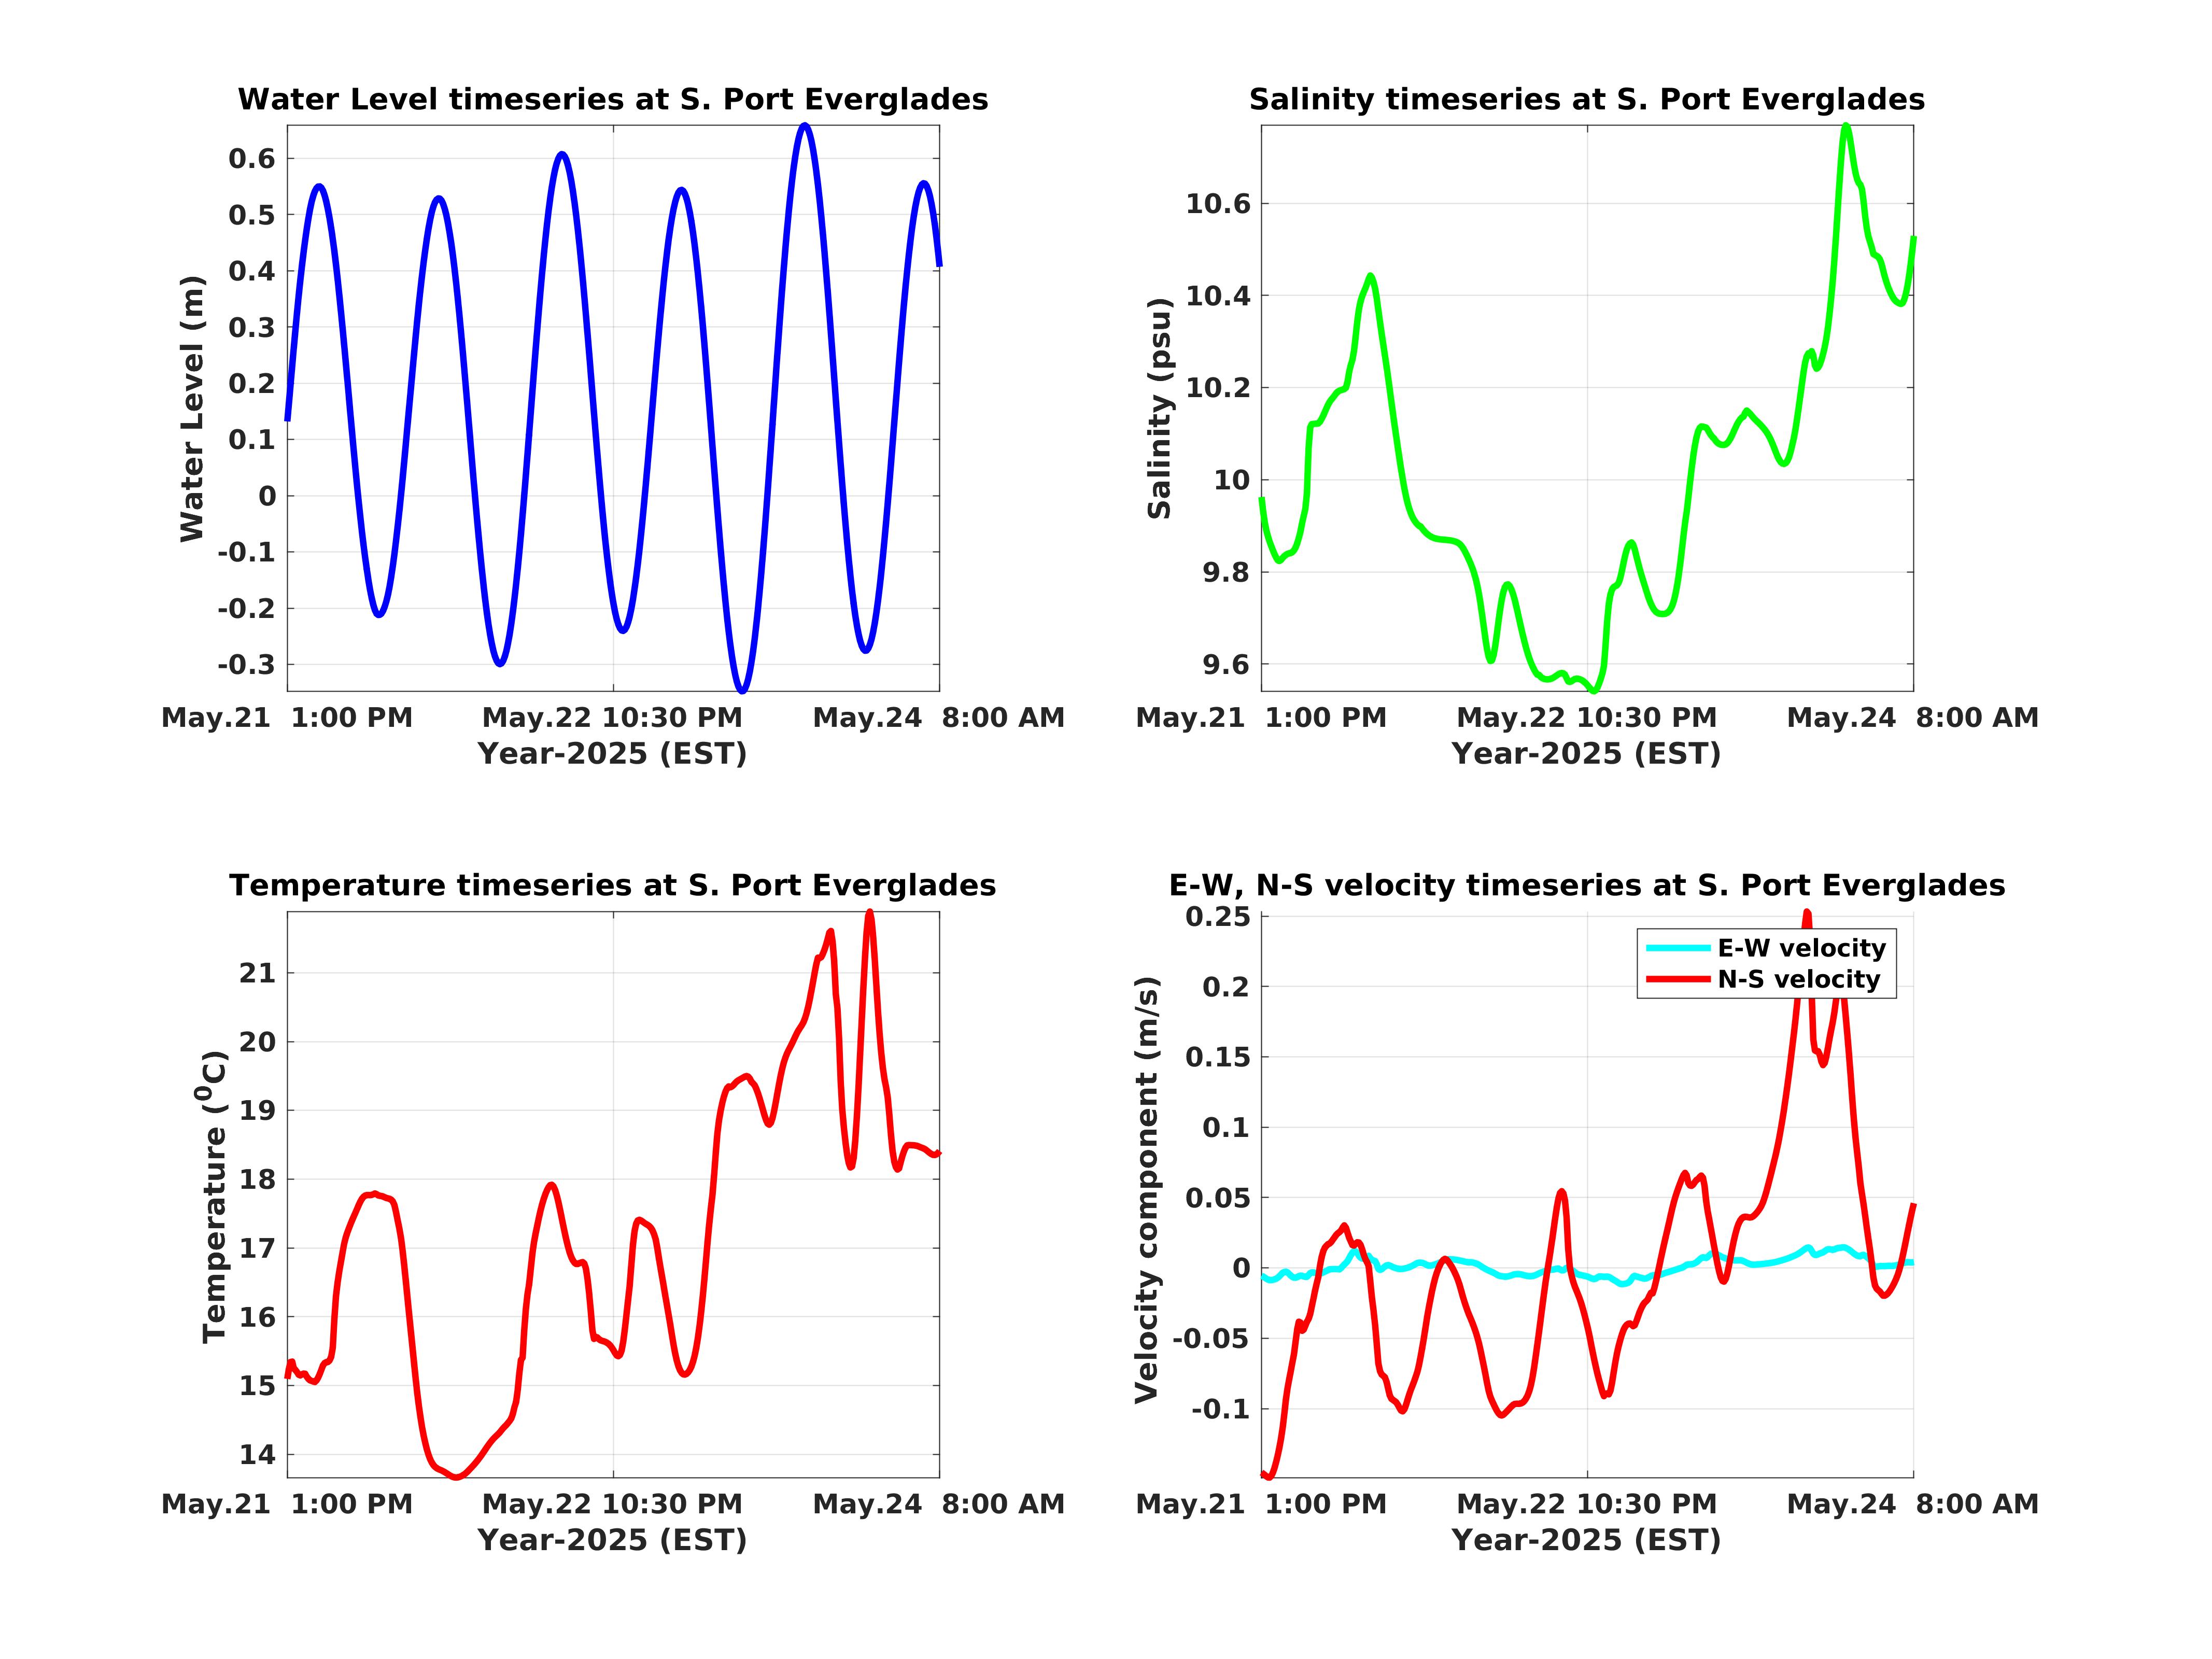 Water Level timeseries at S. Port Everglades
Water Level (m)
0.6
0.5
0.4
0.3
0.2
0.1
0
-0.1
-0.2
-0.3
May.21  1:00 PM
May.22 10:30 PM
May.24  8:00 AM
Year-2025 (EST)
Salinity timeseries at S. Port Everglades
Salinity (psu)
10.6
10.4
10.2
10
9.8
9.6
May.21  1:00 PM
May.22 10:30 PM
May.24  8:00 AM
Year-2025 (EST)
Temperature timeseries at S. Port Everglades
Temperature (⁰C)
21
20
19
18
17
16
15
14
May.21  1:00 PM
May.22 10:30 PM
May.24  8:00 AM
Year-2025 (EST)
E-W, N-S velocity timeseries at S. Port Everglades
Velocity component (m/s)
0.25
0.2
0.15
0.1
0.05
0
-0.05
-0.1
E-W velocity
N-S velocity
May.21  1:00 PM
May.22 10:30 PM
May.24  8:00 AM
Year-2025 (EST)